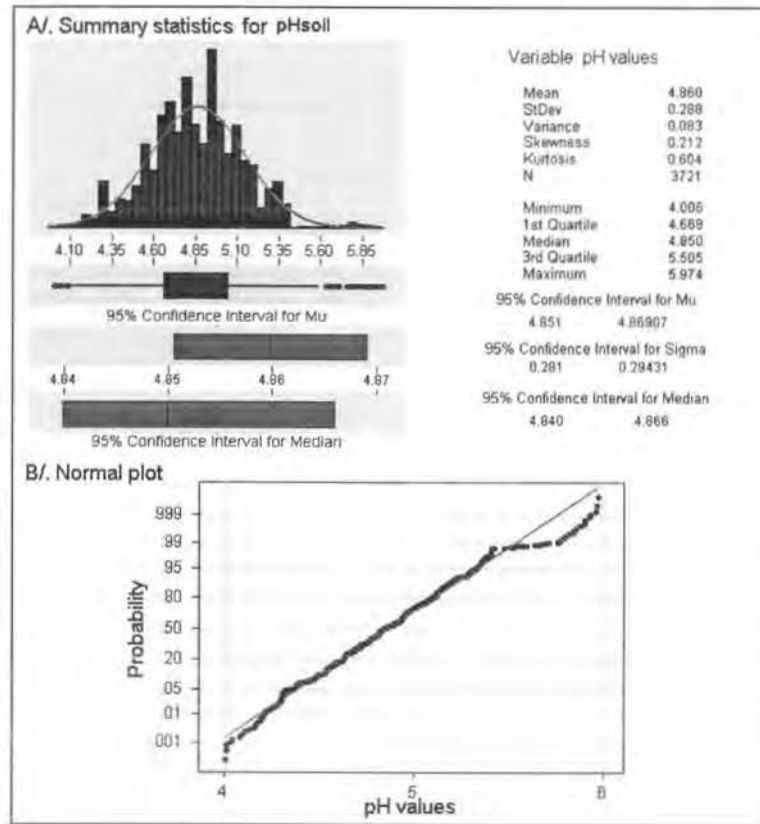 A/. Summary statistics for pHsoil
4.10 4.35 4.60 4.85 5.10 5.35 5.60 5.85
95% Confidence Interval for Mu
4.84 4.85 4.86 4.87
95% Confidence Interval for Median
Variable pH values
Mean 4.860
StDev 0.288
Variance 0.083
Skewness 0.212
Kurtosis 0.604
N 3721
Minimum 4.006
1st Quartile 4.669
Median 4.850
3rd Quartile 5.505
Maximum 5.974
95% Confidence Interval for Mu
4.851 4.86907
95% Confidence Interval for Sigma
0.281 0.29431
95% Confidence Interval for Median
4.840 4.866
B/. Normal plot
Probability
.999
.99
.95
.80
.50
.20
.05
.01
.001
4 5 6
pH values